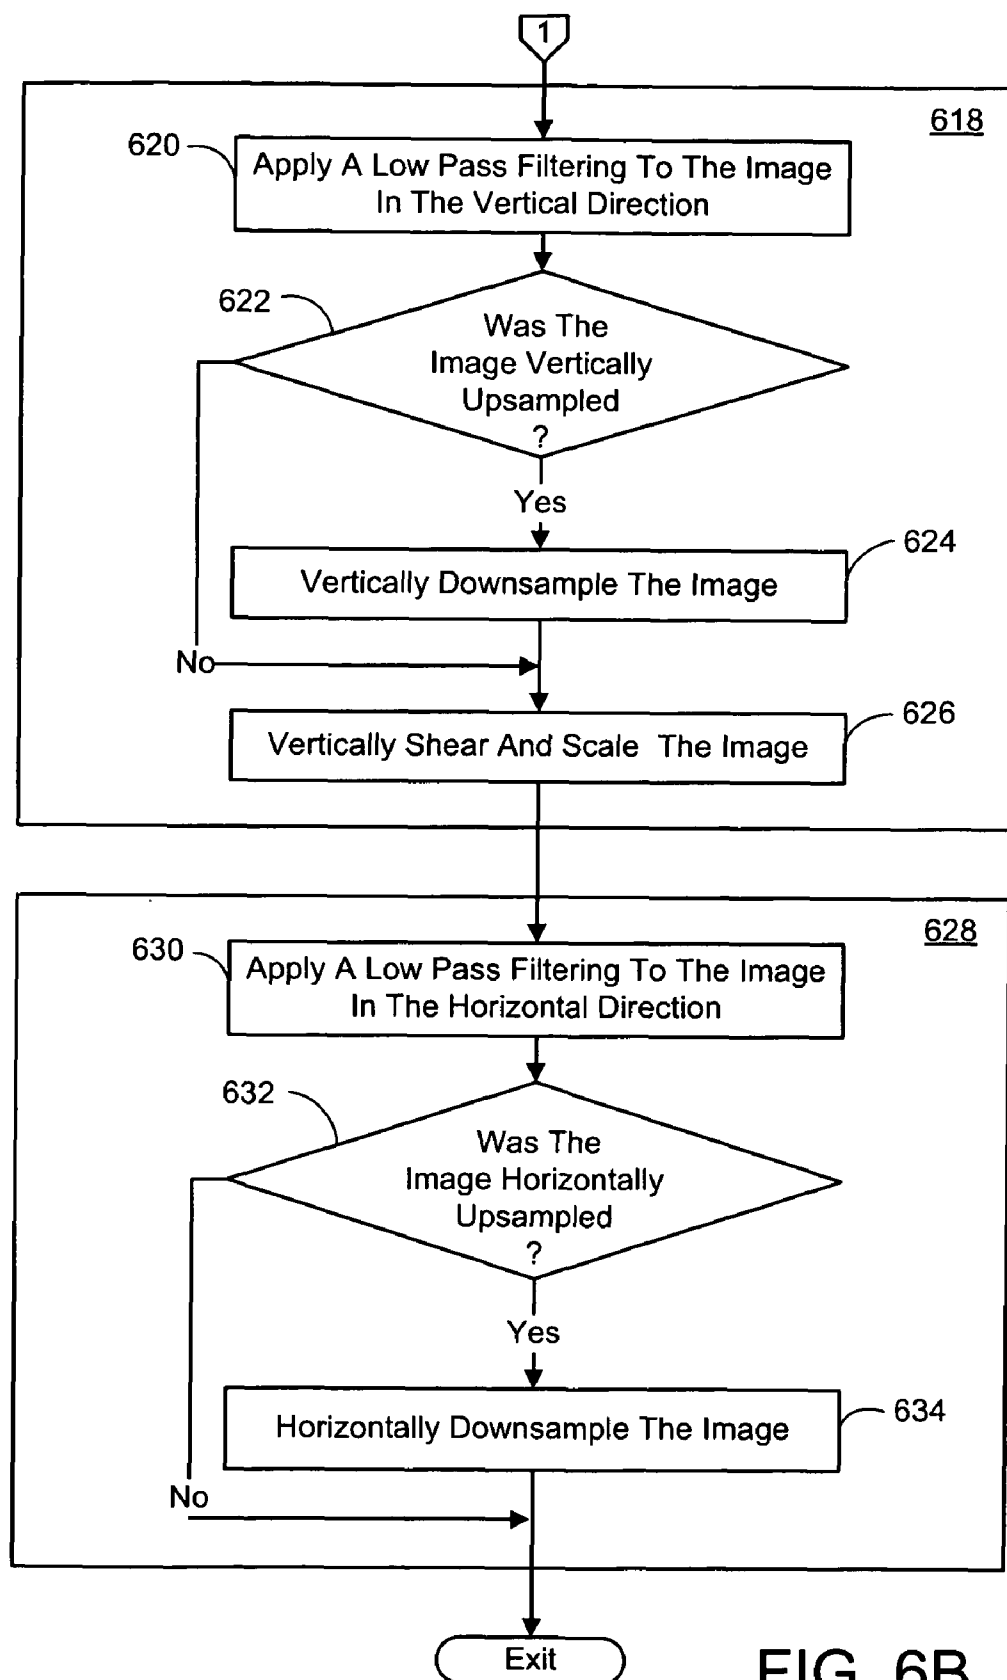 1
618
620
Apply A Low Pass Filtering To The Image
In The Vertical Direction
622
Was The
Image Vertically
Upsampled
?
Yes
624
Vertically Downsample The Image
No
626
Vertically Shear And Scale The Image
628
630
Apply A Low Pass Filtering To The Image
In The Horizontal Direction
632
Was The
Image Horizontally
Upsampled
?
Yes
634
Horizontally Downsample The Image
No
Exit
FIG. 6B